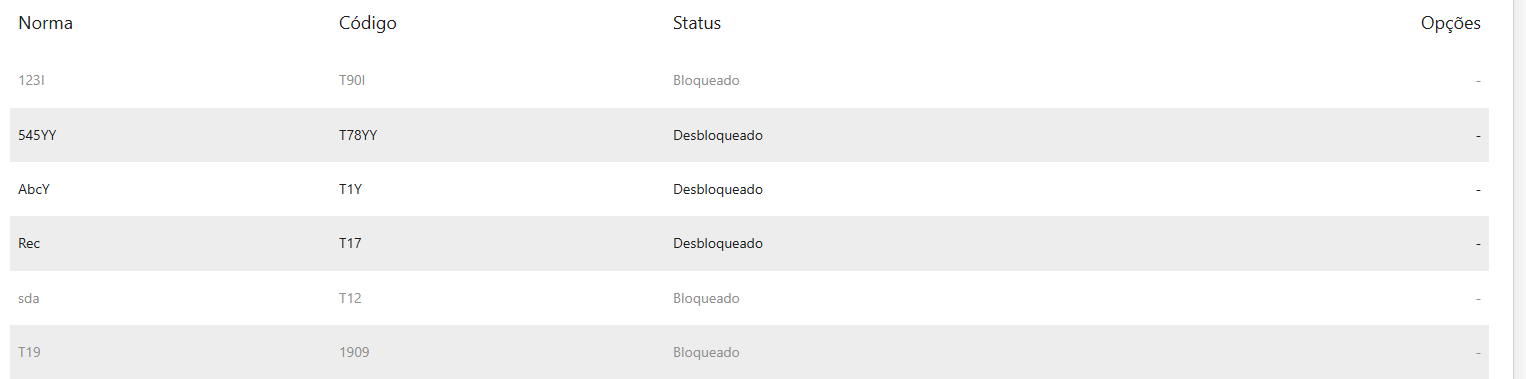 Norma Código Status Opções
123I T90I Bloqueado -
545YY T78YY Desbloqueado -
AbcY T1Y Desbloqueado -
Rec T17 Desbloqueado -
sda T12 Bloqueado -
T19 1909 Bloqueado -